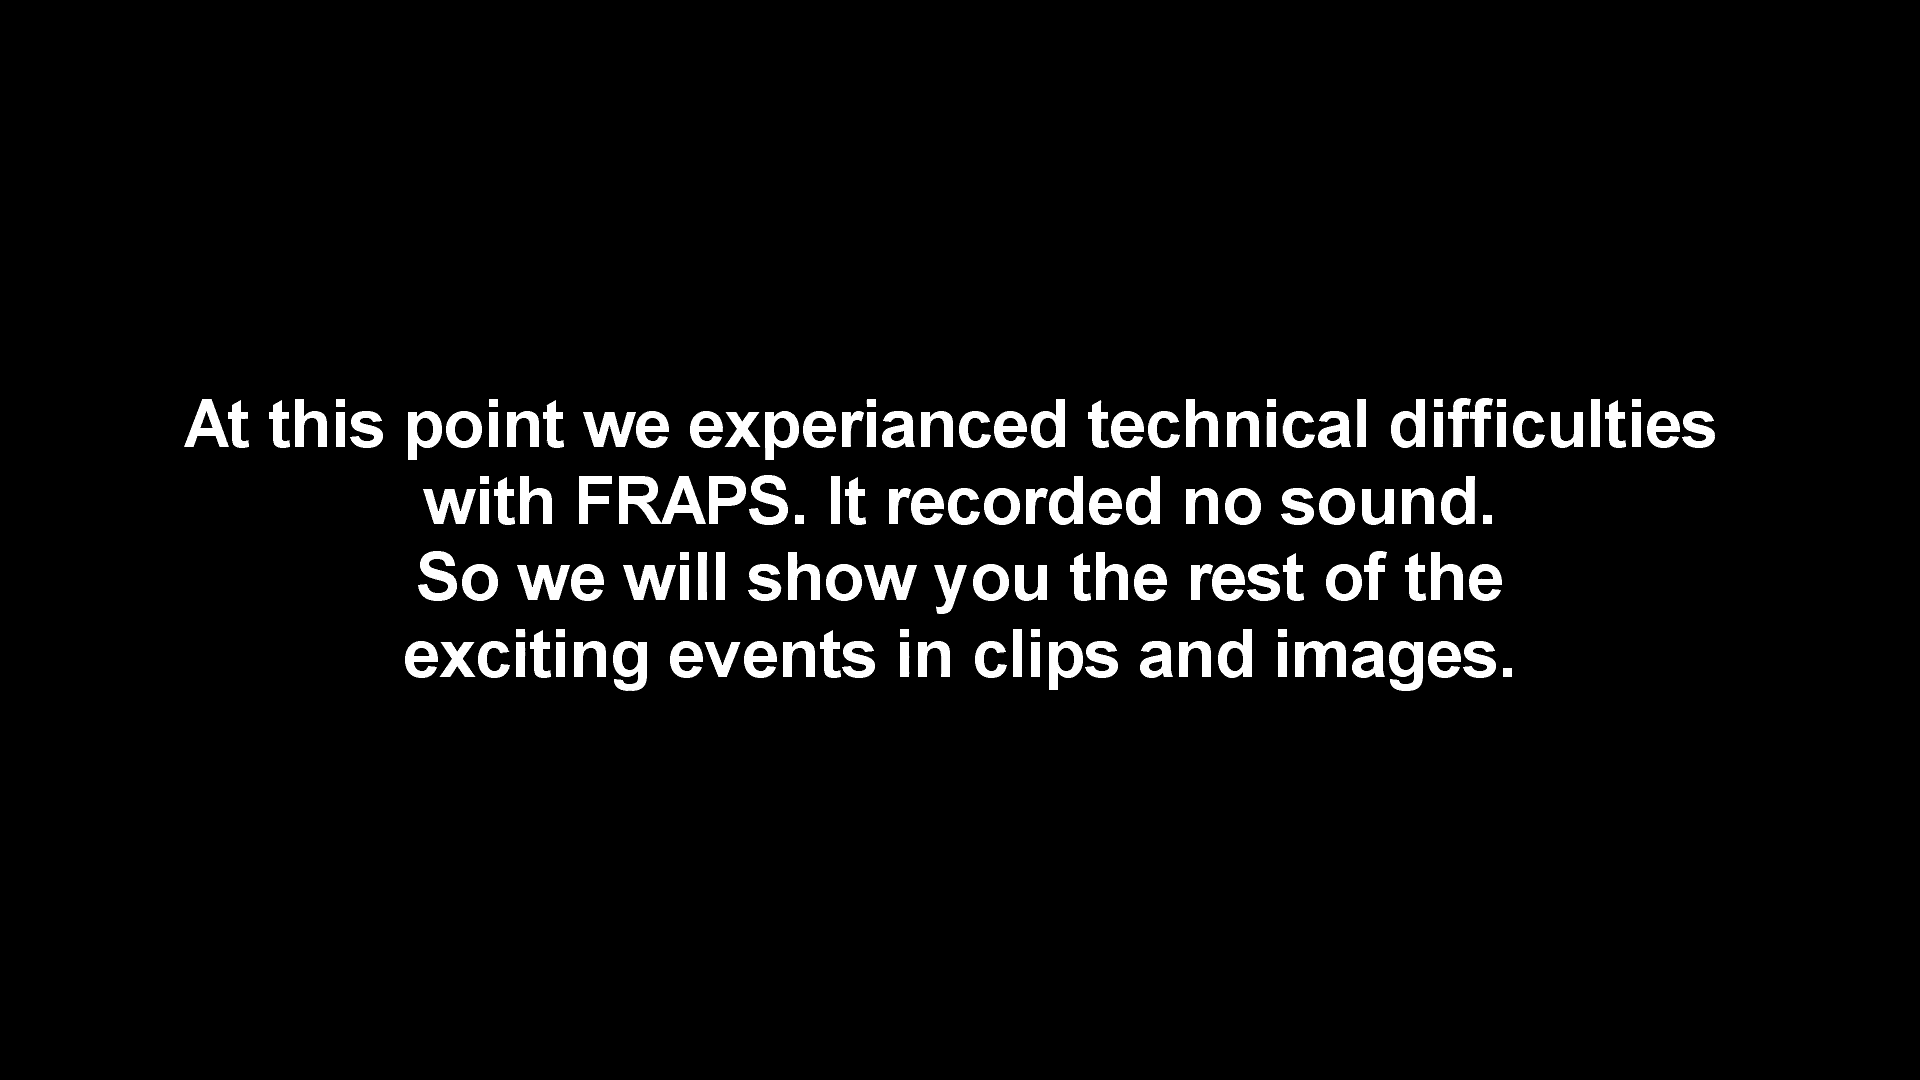 At this point we experianced technical difficulties
with FRAPS. It recorded no sound.
So we will show you the rest of the
exciting events in clips and images.